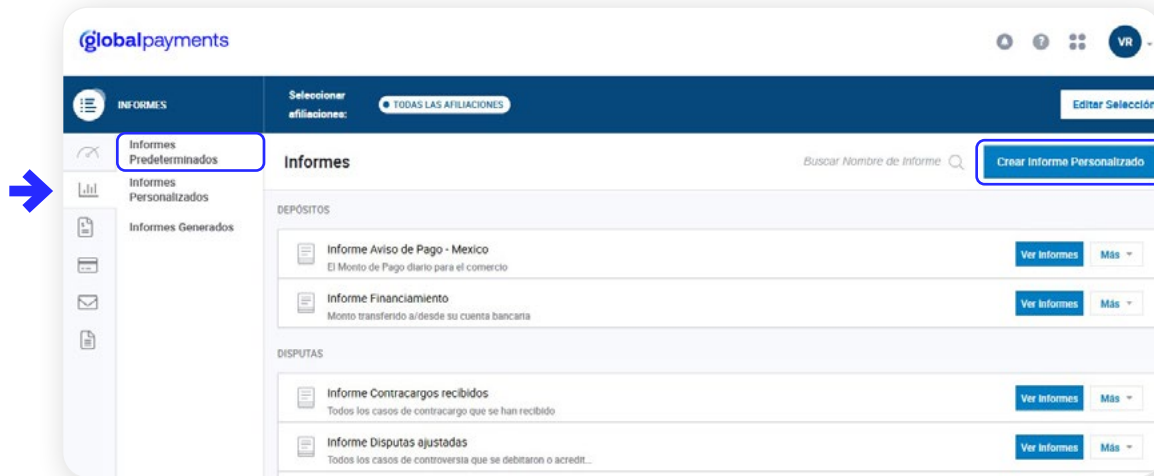 globalpayments
VR
INFORMES
Seleccionar
afiliaciones:
TODAS LAS AFILIACIONES
Editar Selección
Informes
Predeterminados
Informes
Personalizados
Informes Generados
Informes
Buscar Nombre de Informe
Crear Informe Personalizado
DEPÓSITOS
Informe Aviso de Pago - Mexico
El Monto de Pago diario para el comercio
Ver Informes
Más
Informe Financiamiento
Monto transferido a/desde su cuenta bancaria
Ver Informes
Más
DISPUTAS
Informe Contracargos recibidos
Todos los casos de contracargo que se han recibido
Ver Informes
Más
Informe Disputas ajustadas
Todos los casos de controversia que se debitaron o acredit...
Ver Informes
Más